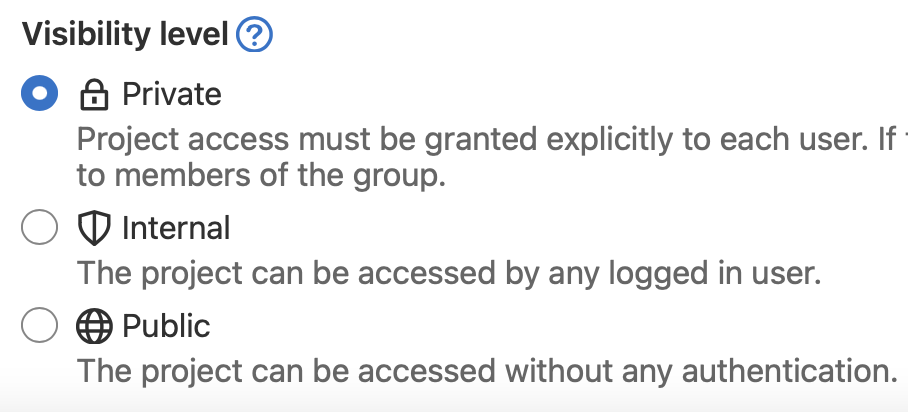 Visibility level ?
Private
Project access must be granted explicitly to each user. If
to members of the group.
Internal
The project can be accessed by any logged in user.
Public
The project can be accessed without any authentication.